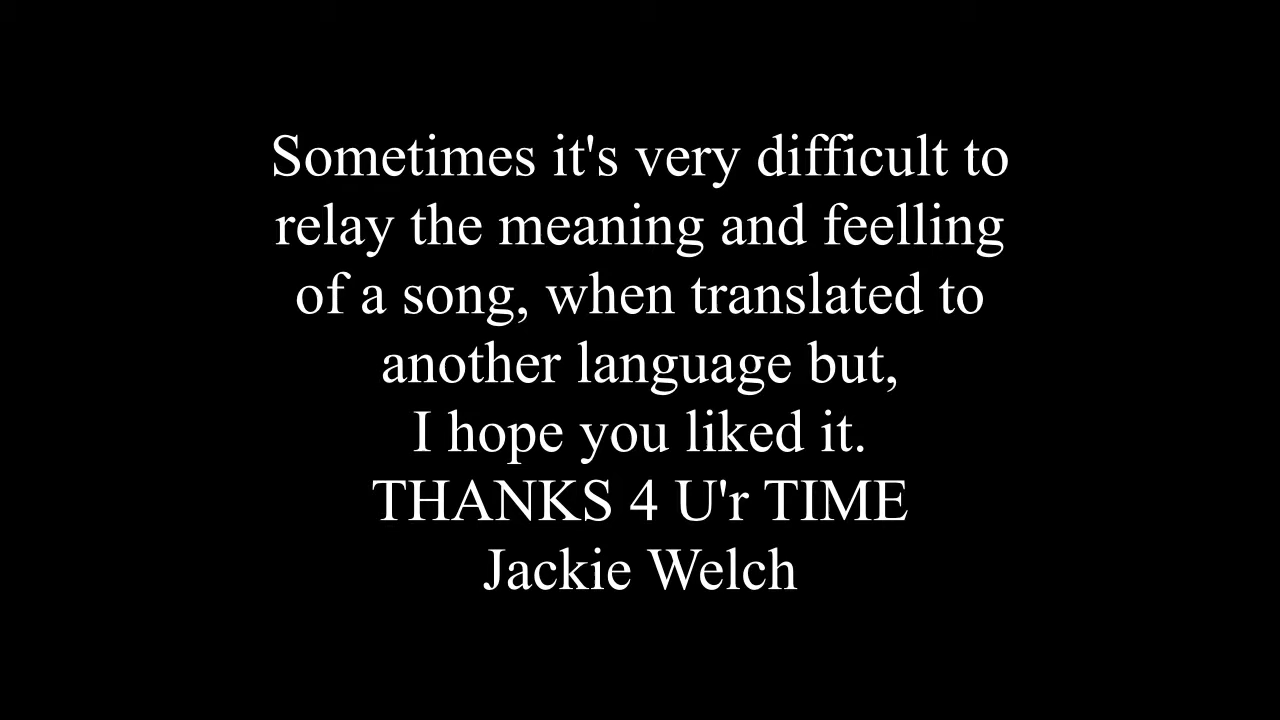 Sometimes it's very difficult to
relay the meaning and feelling
of a song, when translated to
another language but,
I hope you liked it.
THANKS 4 U'r TIME
Jackie Welch